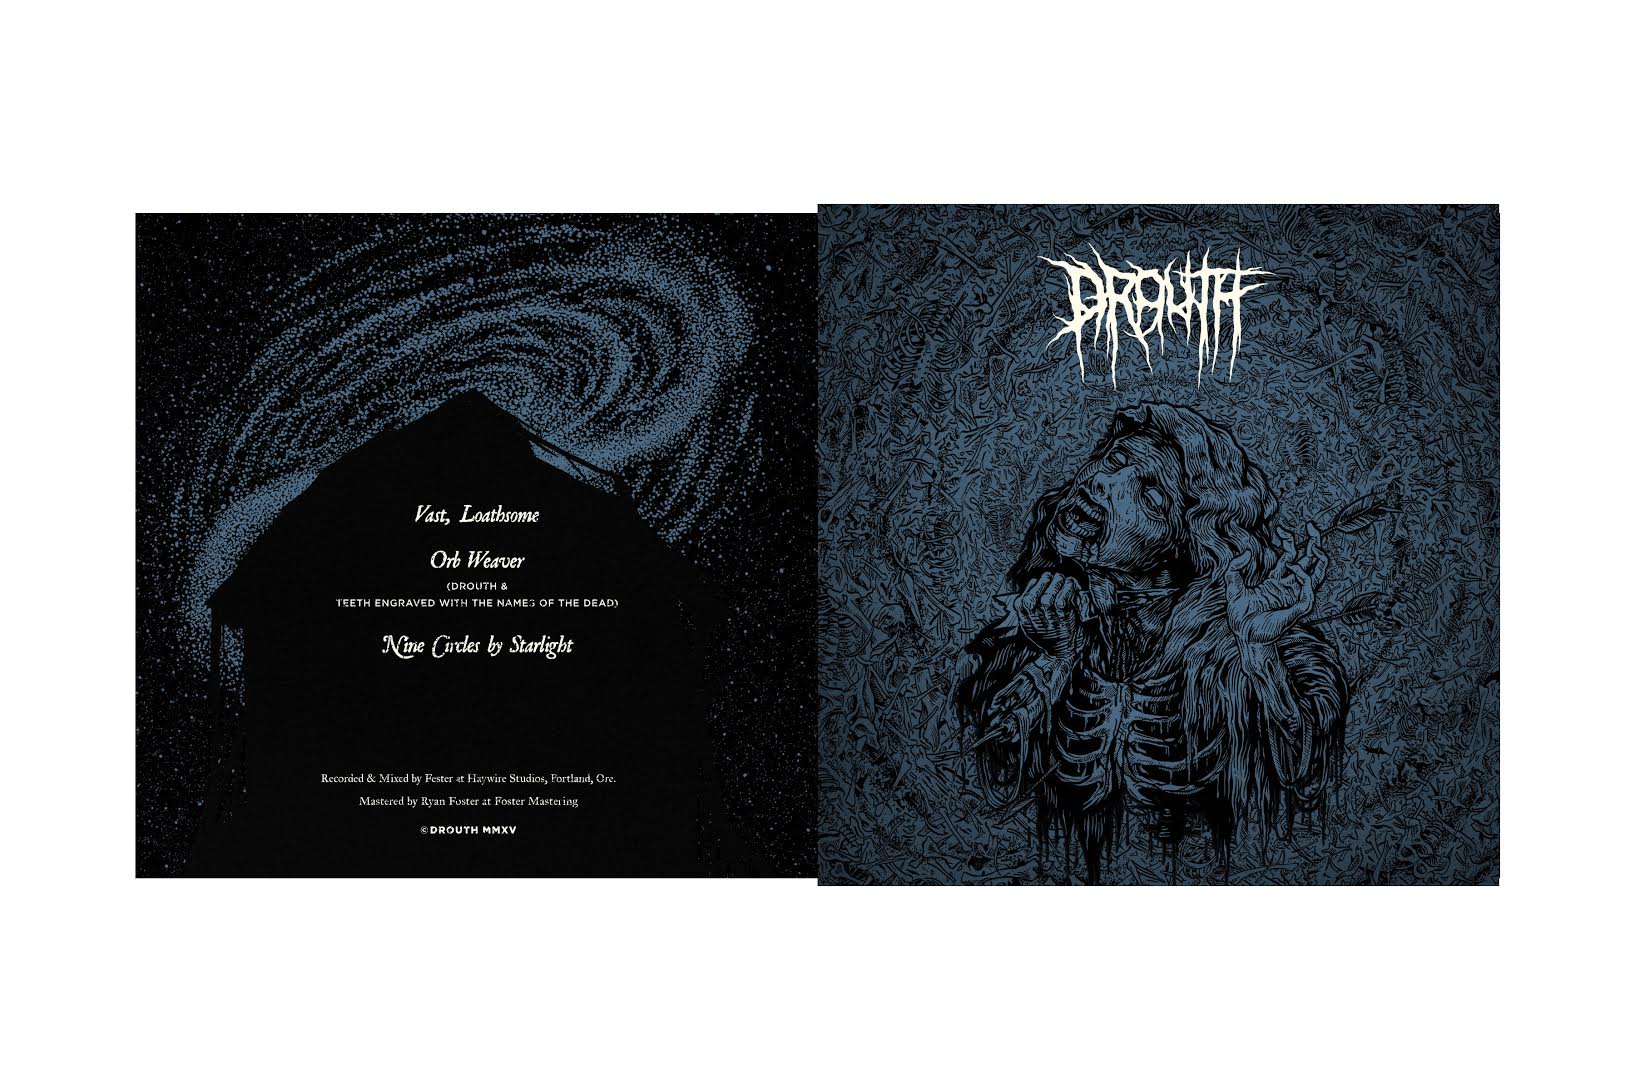 Vast, Loathsome
Orb Weaver
(DROUTH &
TEETH ENGRAVED WITH THE NAMES OF THE DEAD)
Nine Circles by Starlight
Recorded & Mixed by Fester at Haywire Studios, Portland, Ore.
Mastered by Ryan Foster at Foster Mastering
©DROUTH MMXV
DROUTH